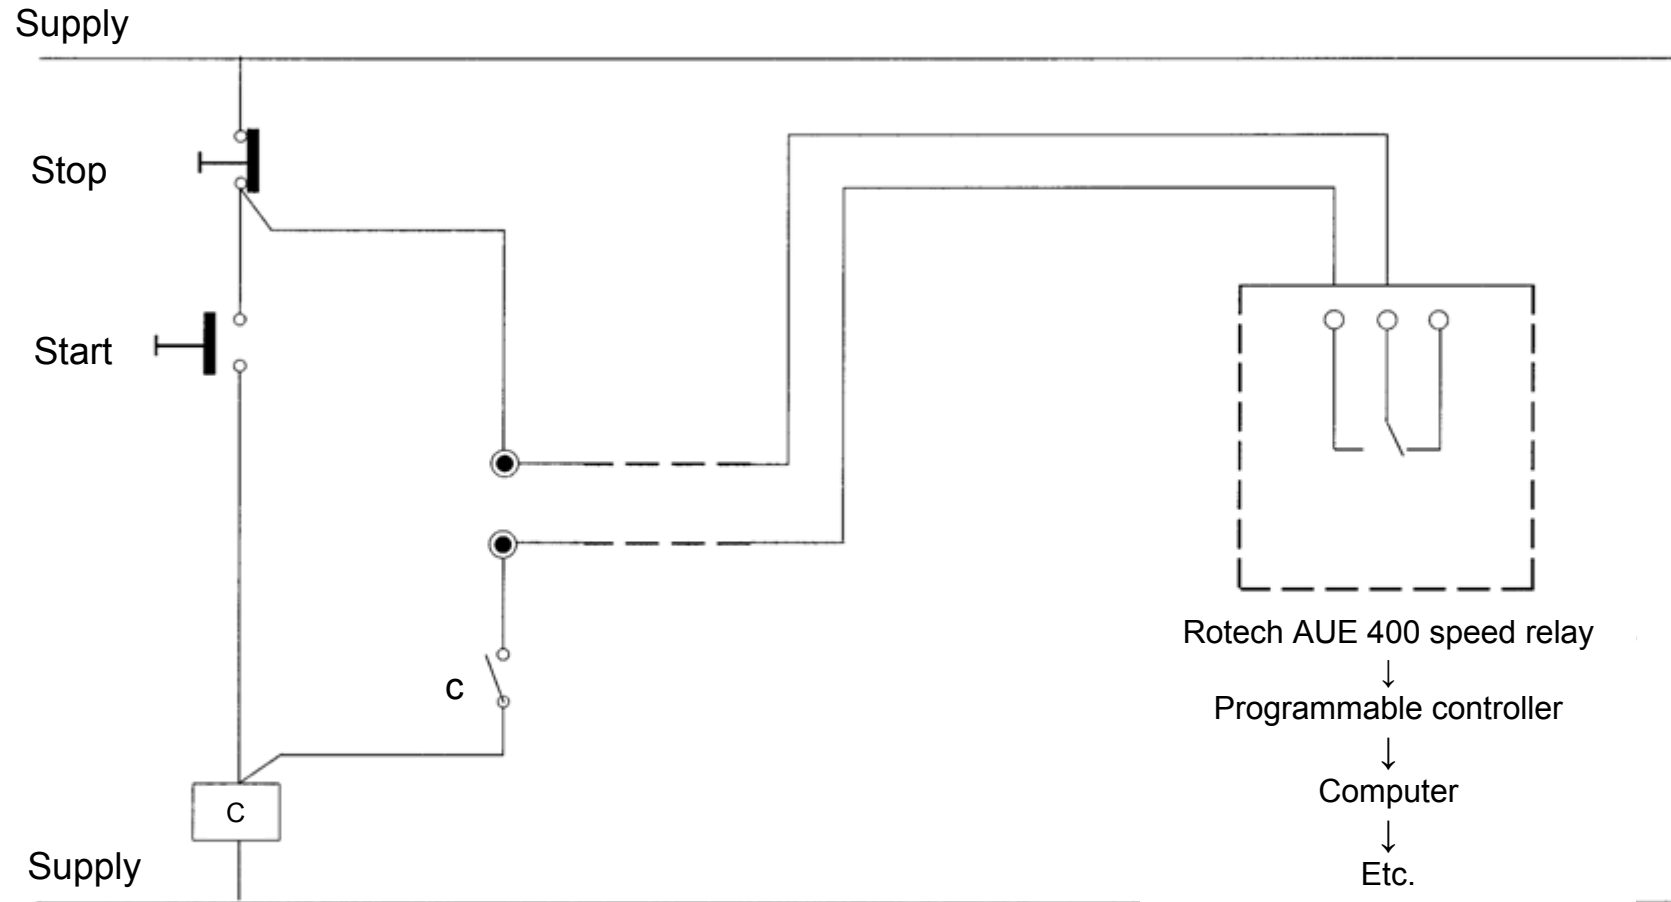 Supply
Stop
Start
c
C
Supply
Rotech AUE 400 speed relay
↓
Programmable controller
↓
Computer
↓
Etc.